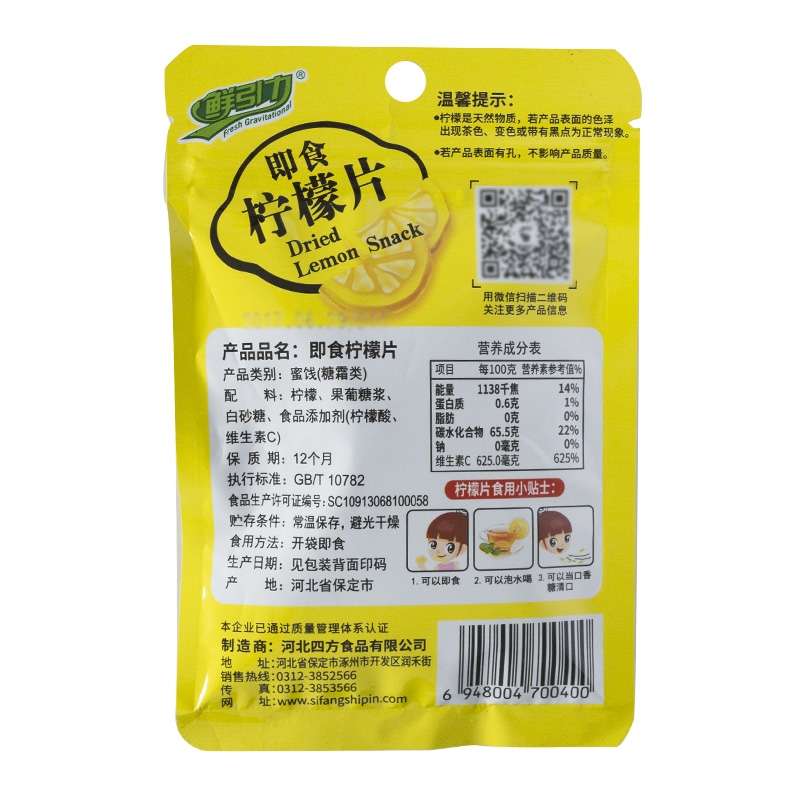 鲜引力®
Fresh Gravitational
即食
柠檬片
Dried
Lemon Snack
温馨提示：
•柠檬是天然物质，若产品表面的色泽
出现茶色、变色或带有黑点为正常现象。
•若产品表面有孔，不影响产品质量。
用微信扫描二维码
关注更多产品信息
产品品名：即食柠檬片
产品类别：蜜饯(糖霜类)
配 料：柠檬、果葡糖浆、
白砂糖、食品添加剂(柠檬酸、
维生素C)
保 质 期：12个月
执行标准：GB/T 10782
食品生产许可证编号：SC10913068100058
贮存条件：常温保存，避光干燥
食用方法：开袋即食
生产日期：见包装背面印码
产 地：河北省保定市
营养成分表
项目 每100克 营养素参考值%
能量 1138千焦 14%
蛋白质 0.6克 1%
脂肪 0克 0%
碳水化合物 65.5克 22%
钠 0毫克 0%
维生素C 625.0毫克 625%
柠檬片食用小贴士：
1. 可以即食
2. 可以泡水喝
3. 可以当口香
糖清口
本企业已通过质量管理体系认证
制造商：河北四方食品有限公司
地 址：河北省保定市涿州市开发区润禾街
销售热线：0312-3852566
传 真：0312-3853566
网 址：www.sifangshipin.com
6 948004 700400